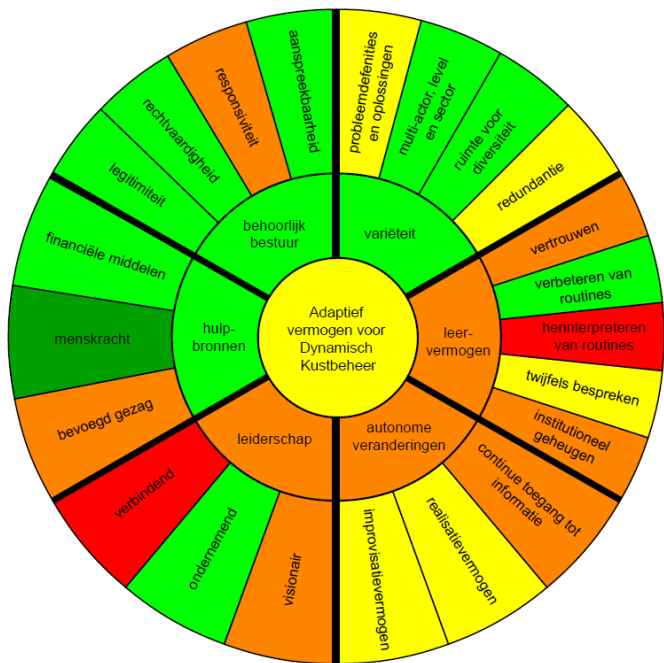 Adaptief
vermogen voor
Dynamisch
Kustbeheer
variëteit
probleemdefenities
en oplossingen
multi-actor, level
en sector
ruimte voor
diversiteit
redundantie
leer-
vermogen
vertrouwen
verbeteren van
routines
herinterpreteren
van routines
twijfels bespreken
institutioneel
geheugen
autonome
veranderingen
continue toegang tot
informatie
realisatievermogen
improvisatievermogen
leiderschap
visionair
ondernemend
verbindend
hulp-
bronnen
bevoegd gezag
menskracht
financiële middelen
behoorlijk
bestuur
legitimiteit
rechtvaardigheid
responsiviteit
aanspreekbaarheid